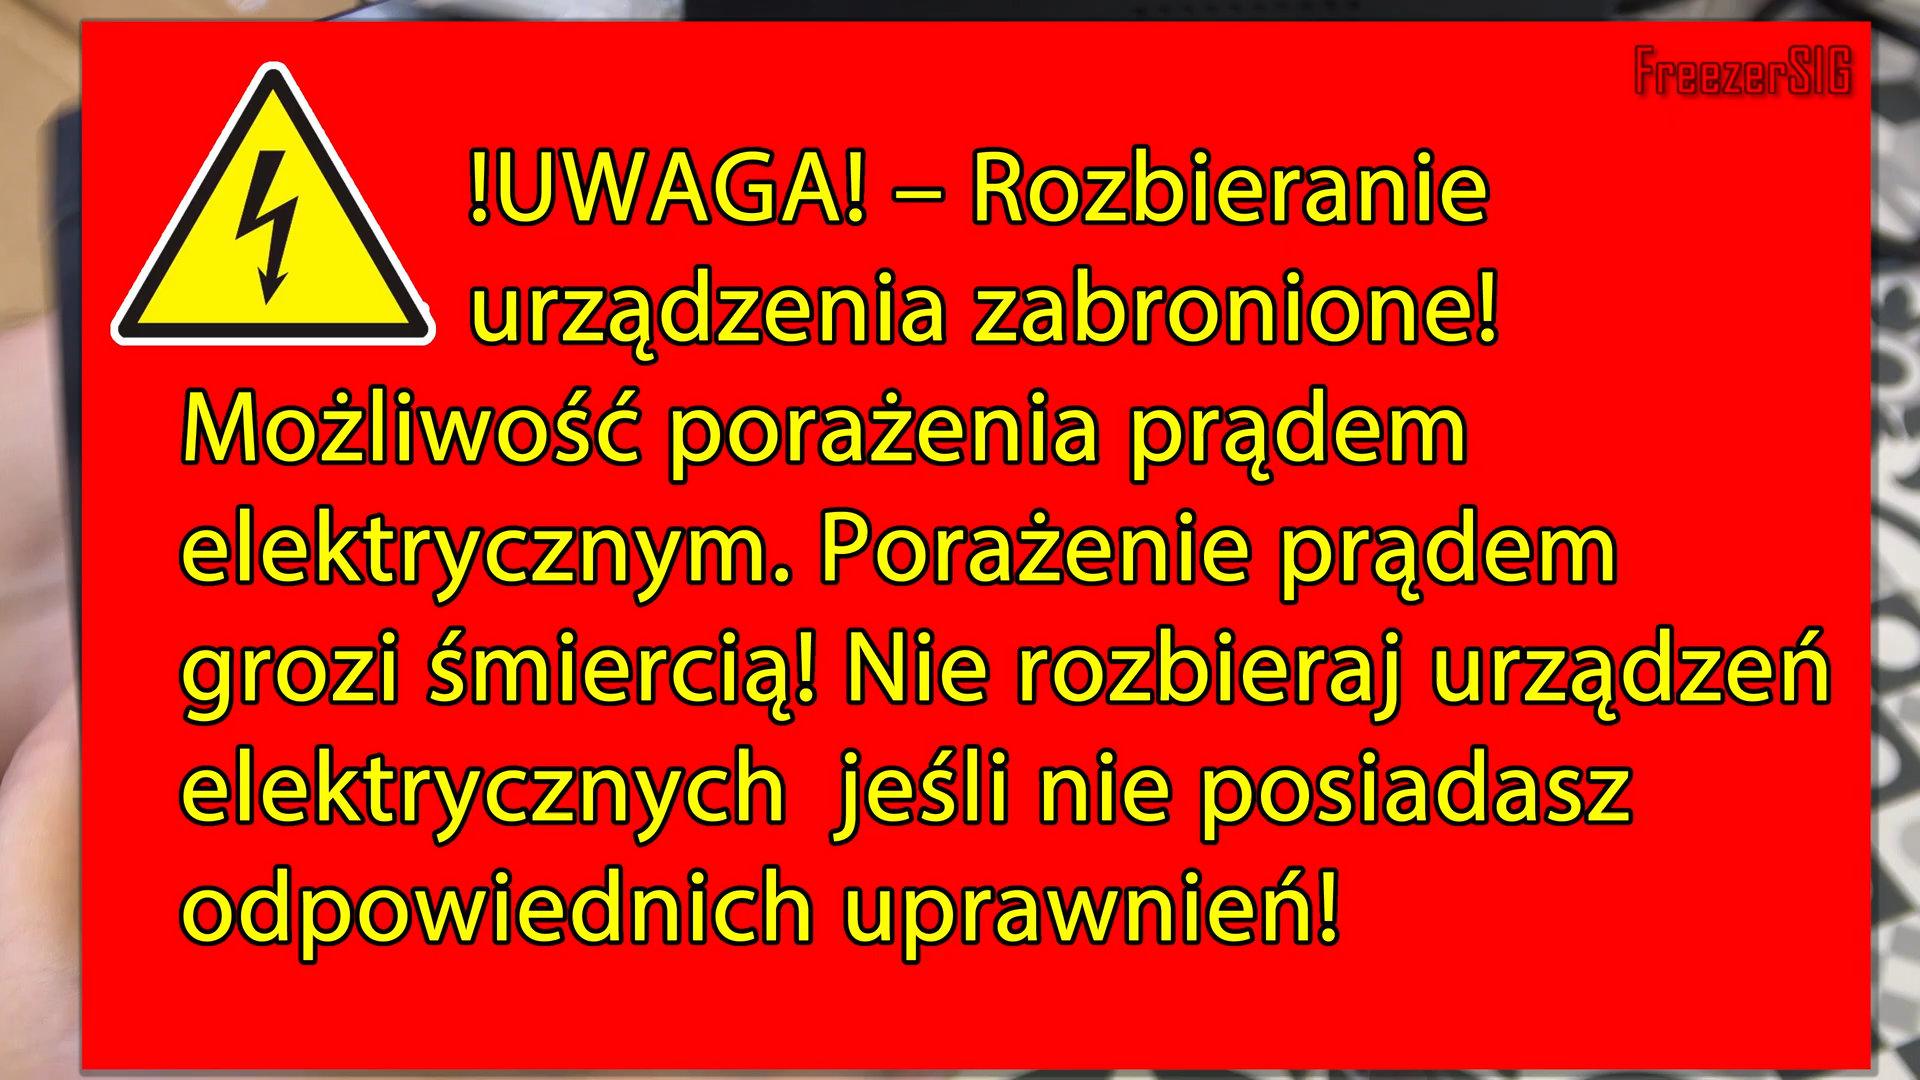 FreezerSIG
!UWAGA! – Rozbieranie
urządzenia zabronione!
Możliwość porażenia prądem
elektrycznym. Porażenie prądem
grozi śmiercią! Nie rozbieraj urządzeń
elektrycznych  jeśli nie posiadasz
odpowiednich uprawnień!